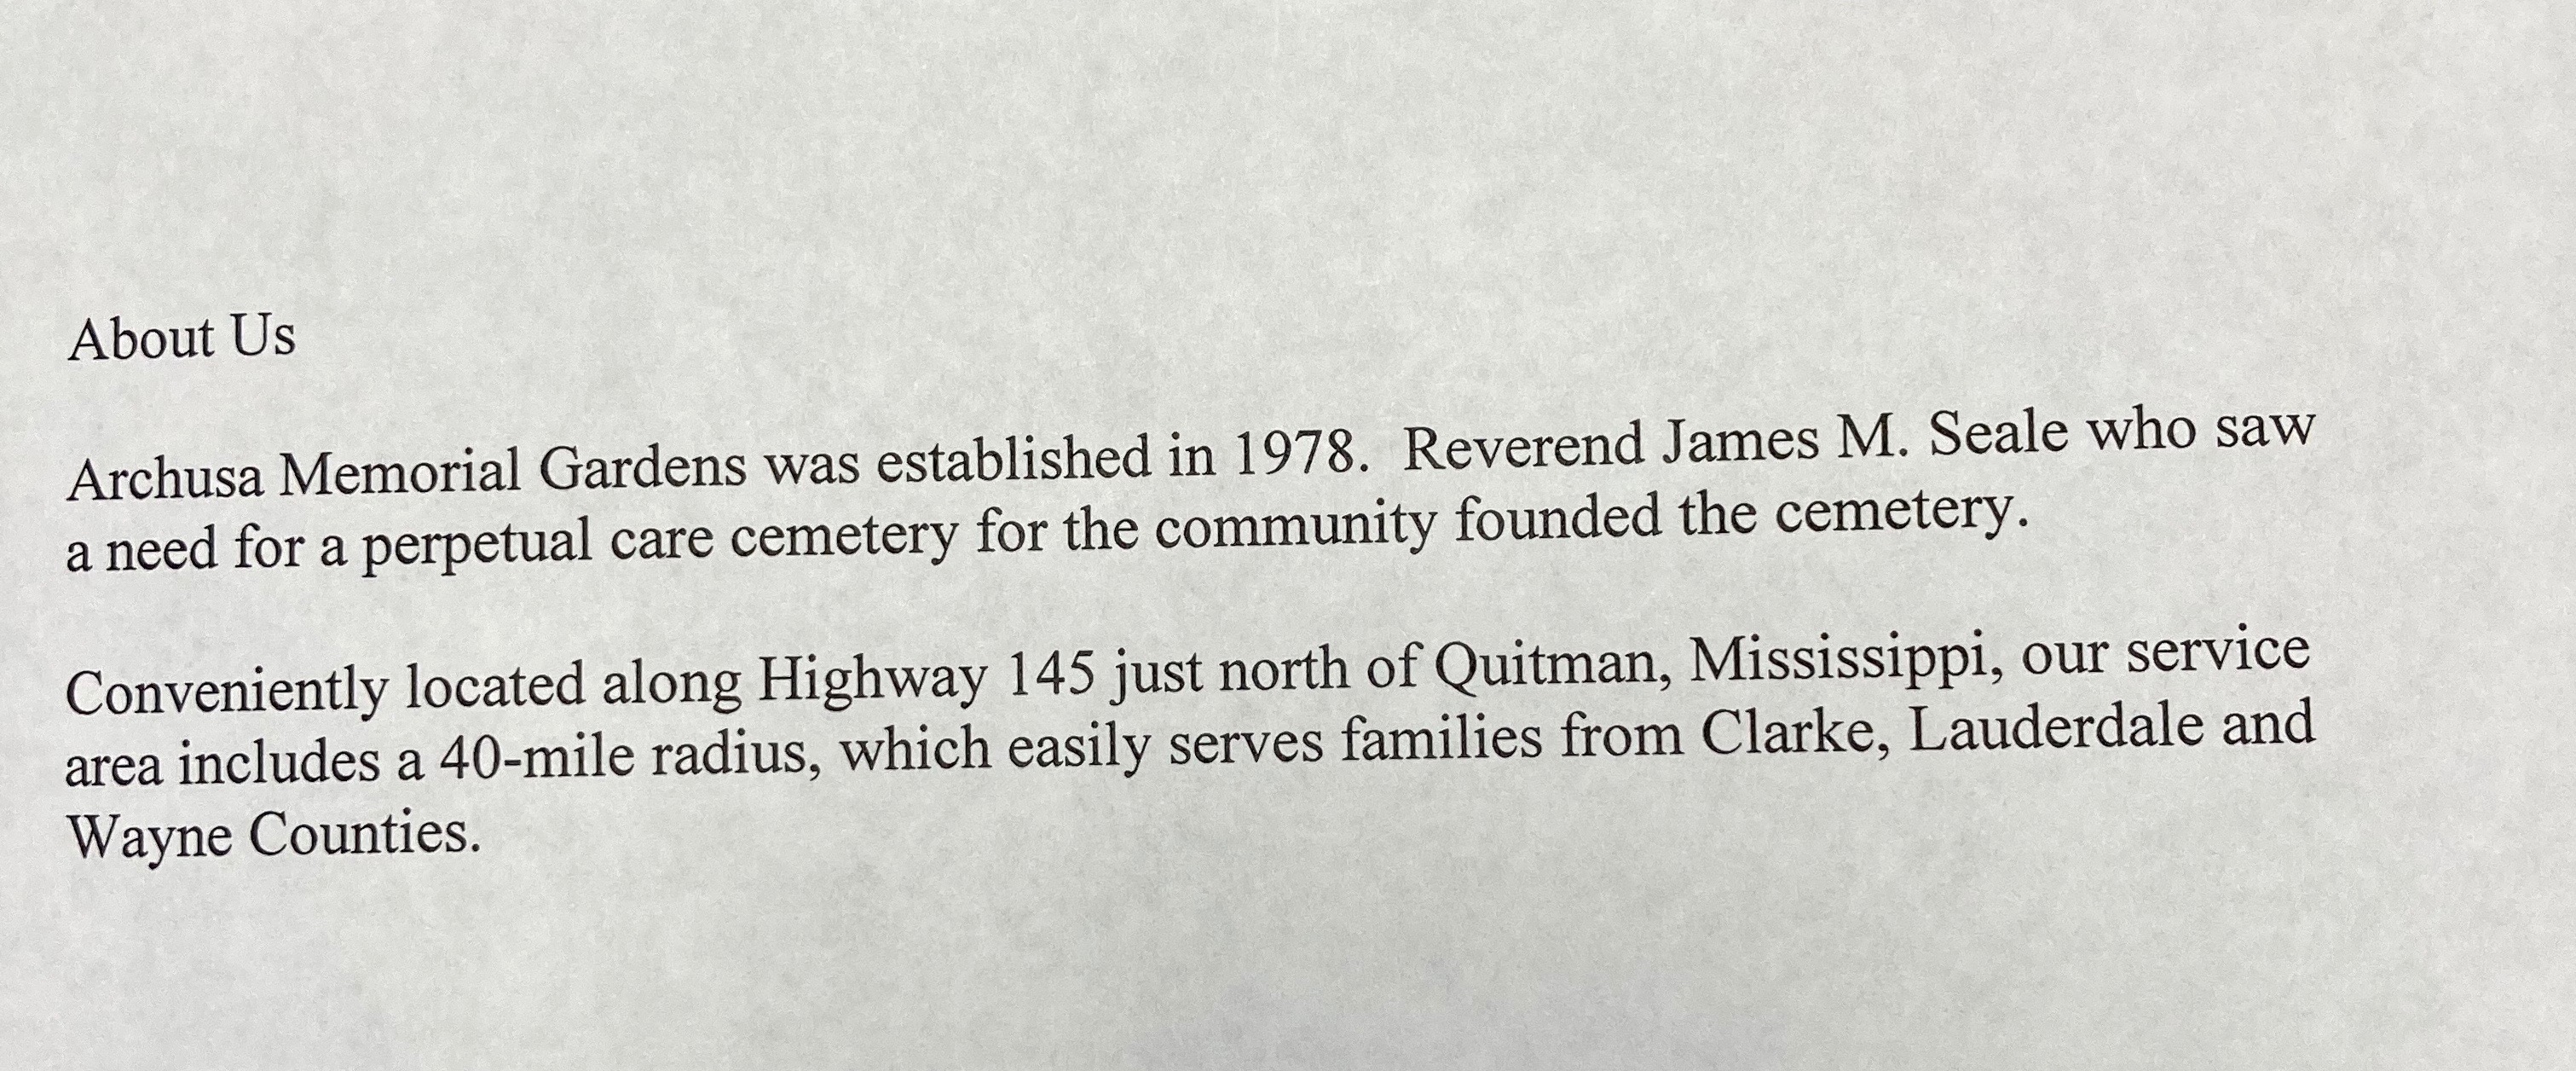 About Us
Archusa Memorial Gardens was established in 1978.  Reverend James M. Seale who saw
a need for a perpetual care cemetery for the community founded the cemetery.
Conveniently located along Highway 145 just north of Quitman, Mississippi, our service
area includes a 40-mile radius, which easily serves families from Clarke, Lauderdale and
Wayne Counties.